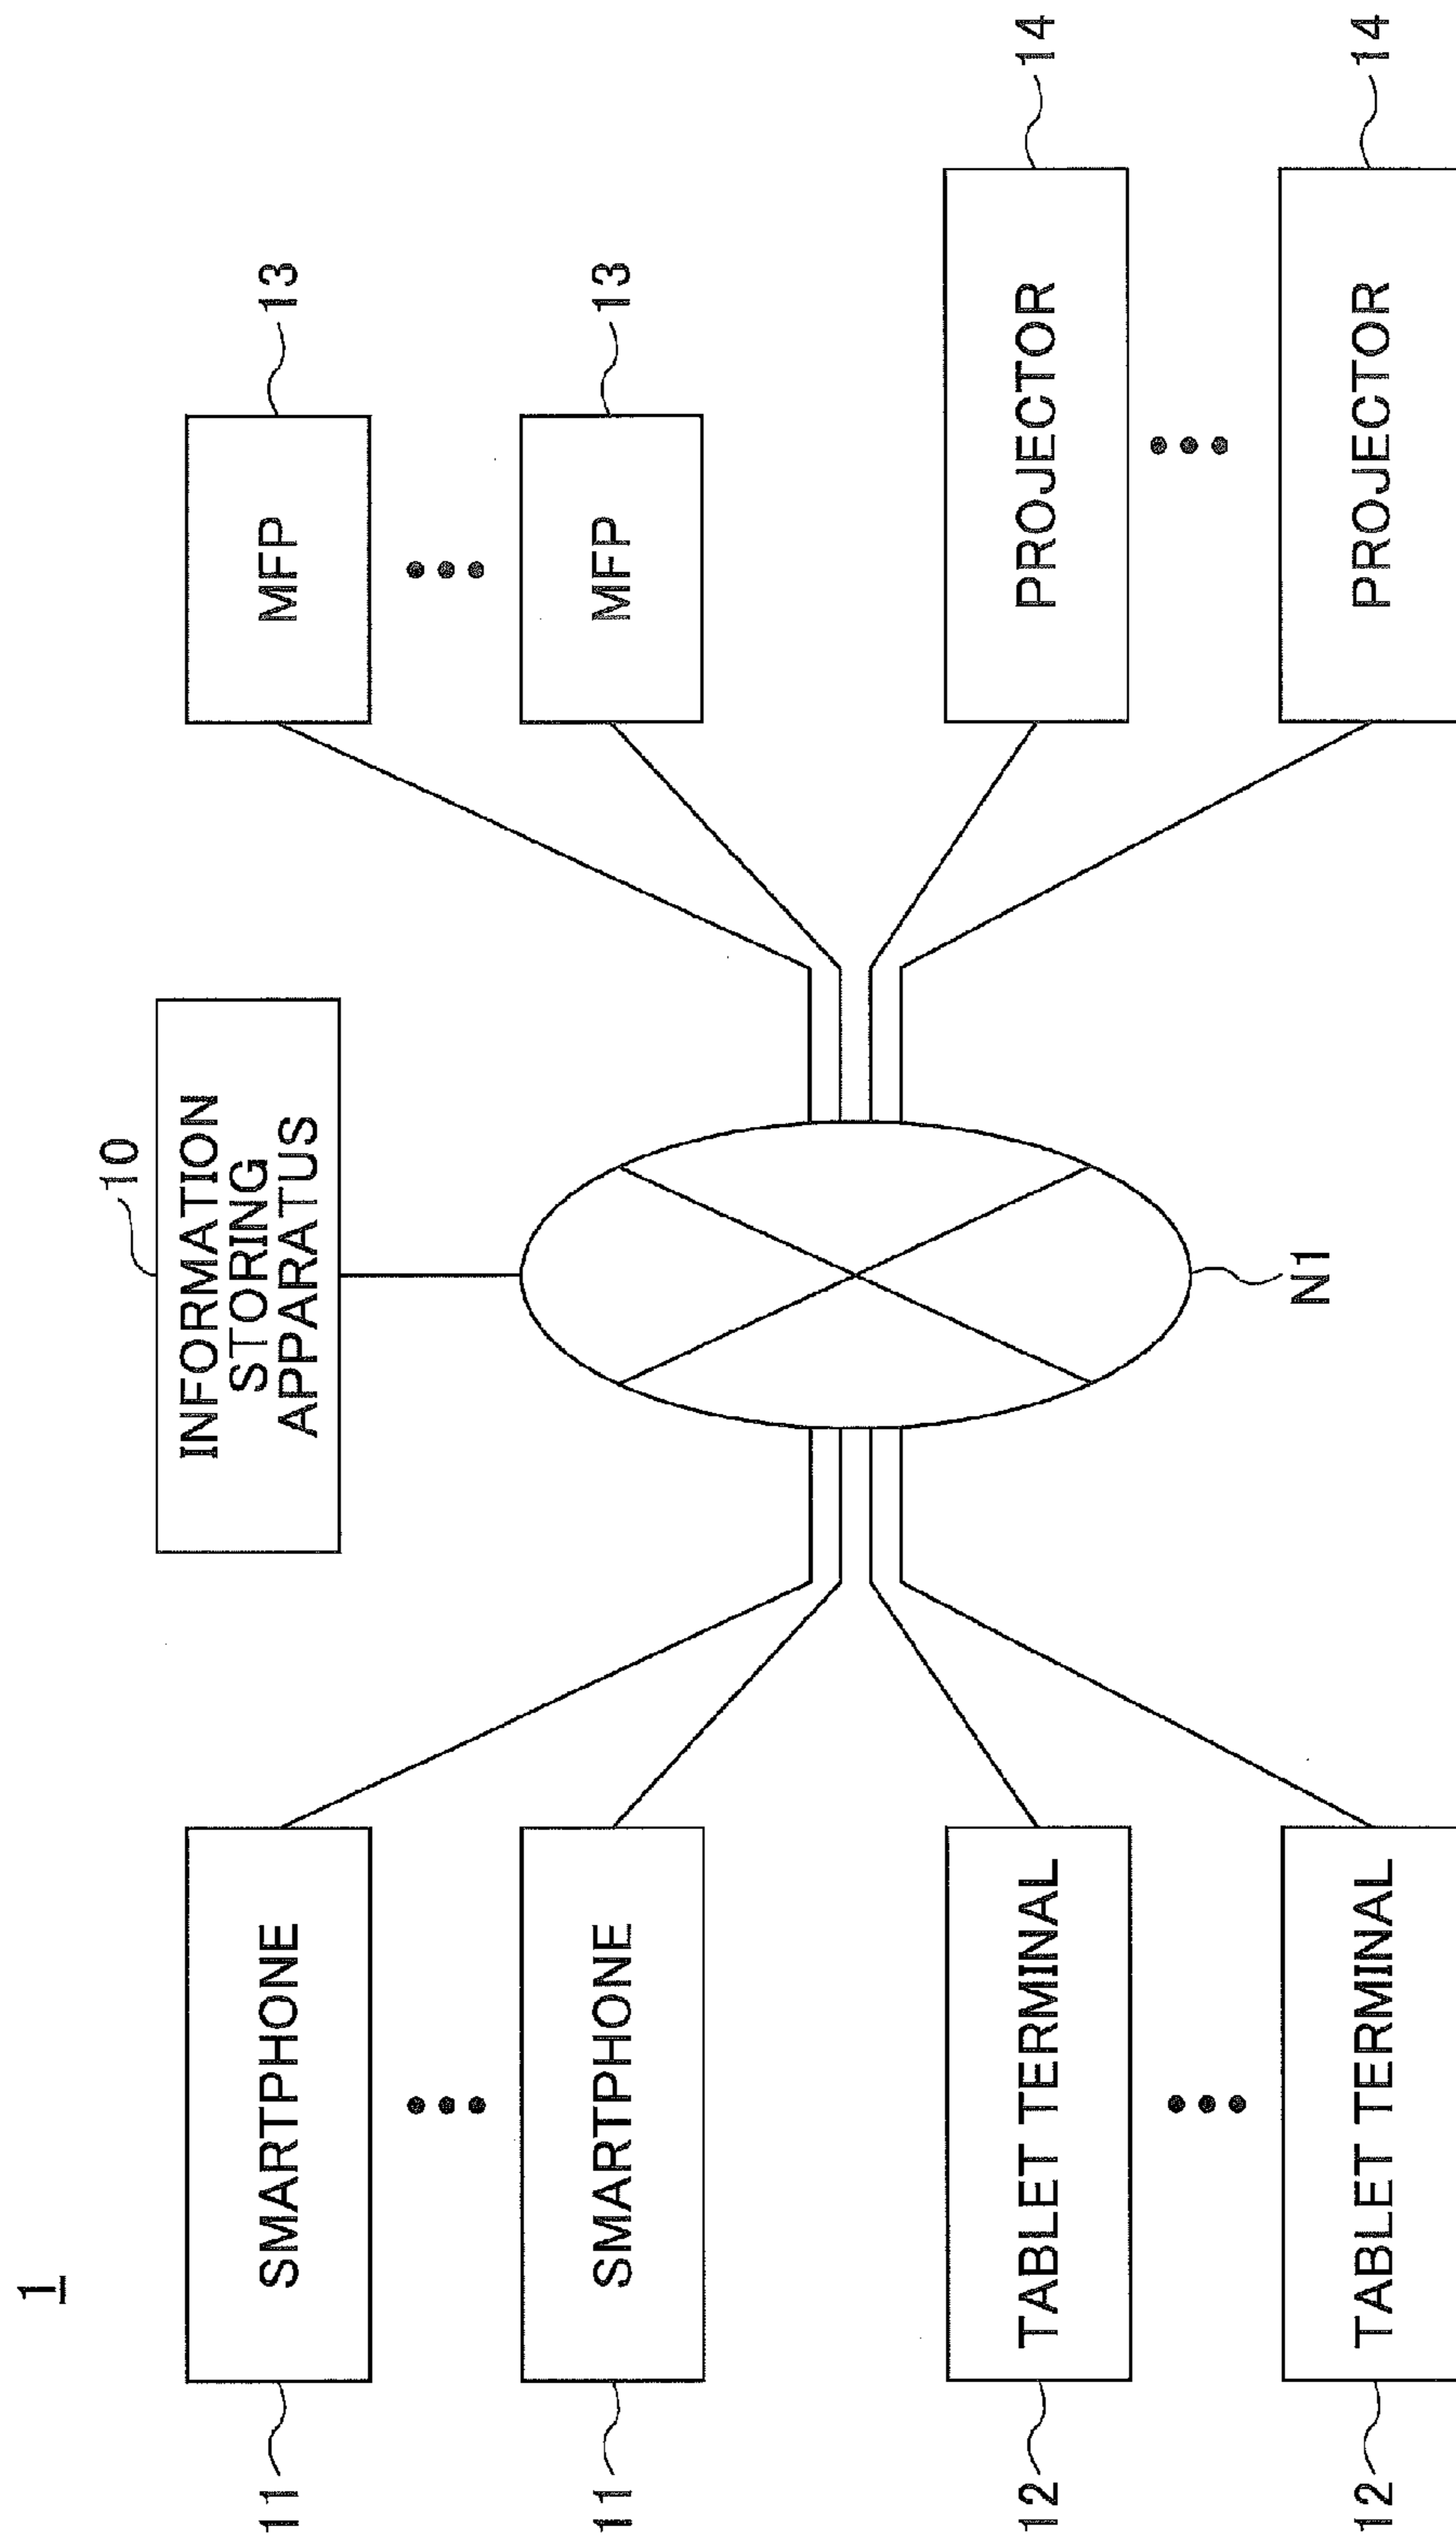 1
10
INFORMATION
STORING
APPARATUS
11
SMARTPHONE
11
SMARTPHONE
12
TABLET TERMINAL
12
TABLET TERMINAL
N1
MFP
13
MFP
13
PROJECTOR
14
PROJECTOR
14